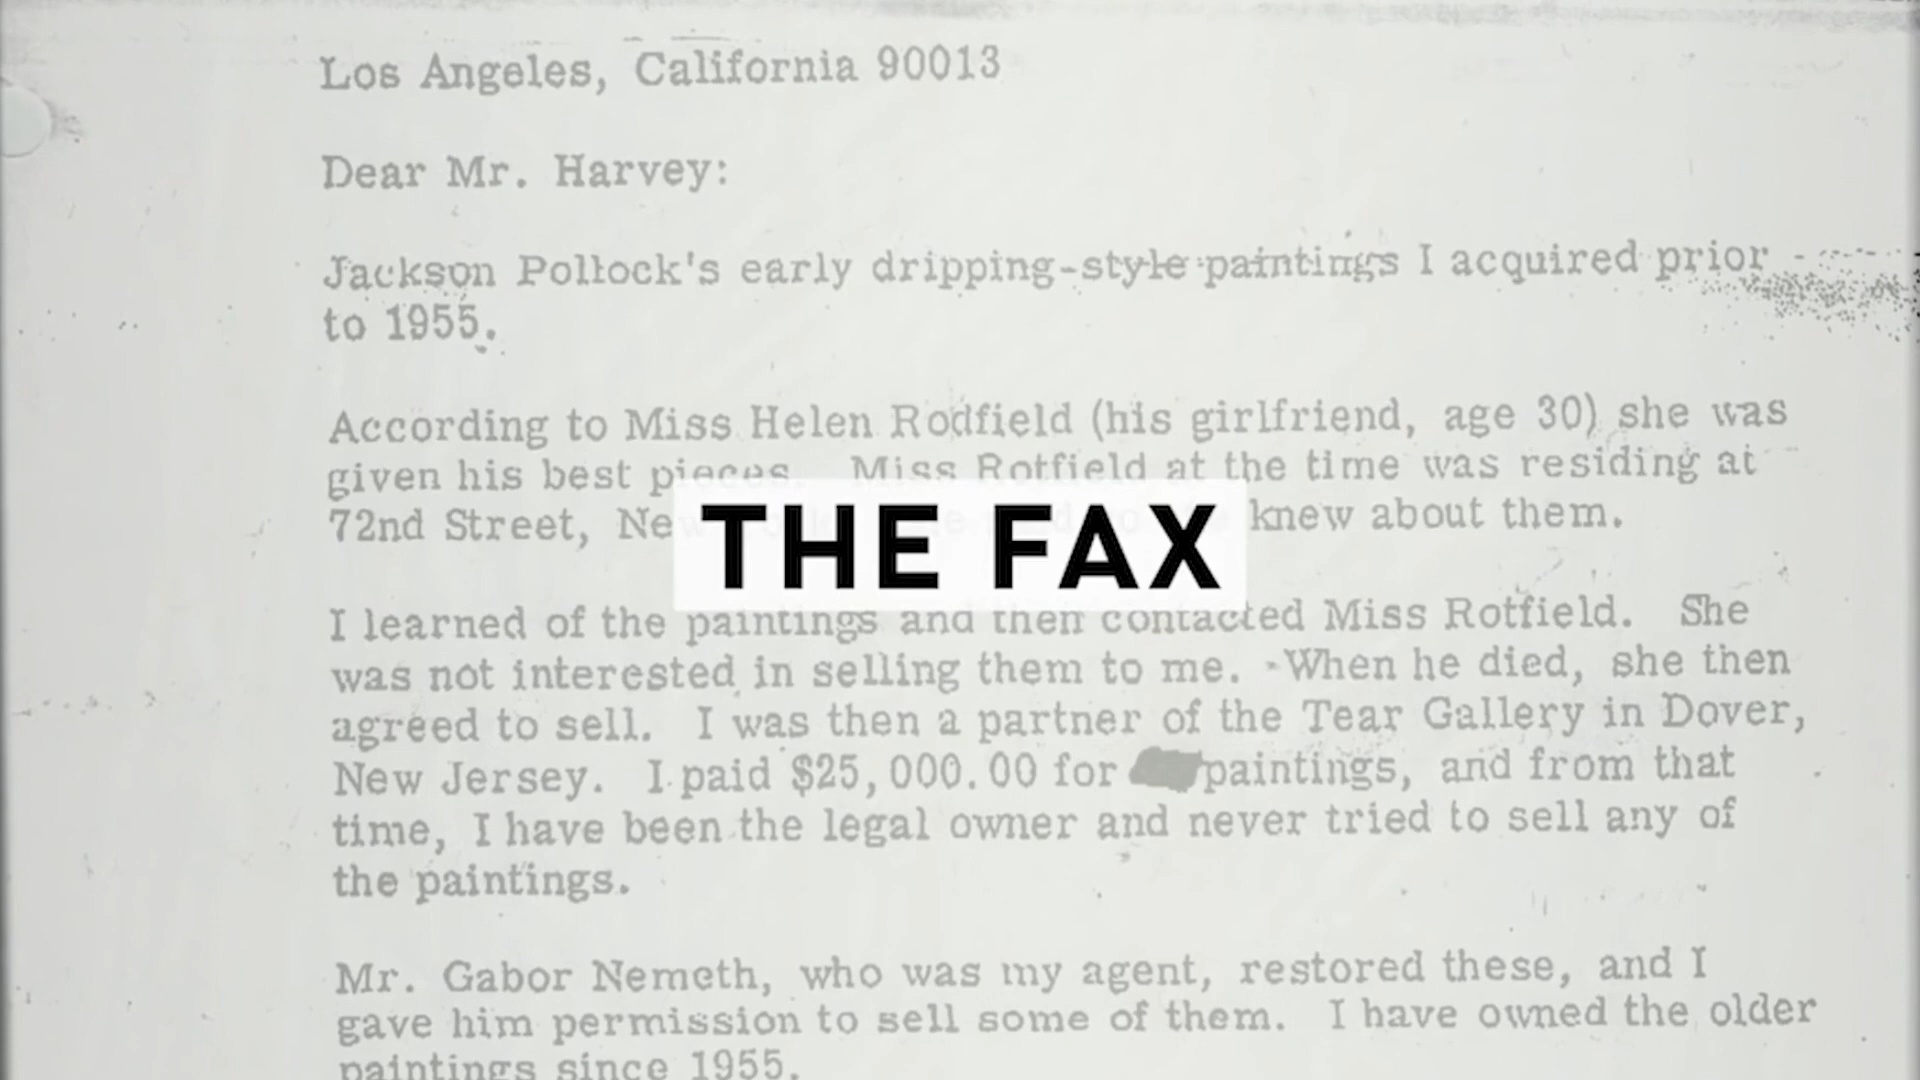 Los Angeles, California 90013
Dear Mr. Harvey:
Jackson Pollock's early dripping-style paintings I acquired prior
to 1955.
According to Miss Helen Rodfield (his girlfriend, age 30) she was
given his best pieces. Miss Rotfield at the time was residing at
72nd Street, New knew about them.
THE FAX
I learned of the paintings and then contacted Miss Rotfield. She
was not interested in selling them to me. When he died, she then
agreed to sell. I was then a partner of the Tear Gallery in Dover,
New Jersey. I paid $25,000.00 for paintings, and from that
time, I have been the legal owner and never tried to sell any of
the paintings.
Mr. Gabor Nemeth, who was my agent, restored these, and I
gave him permission to sell some of them. I have owned the older
paintings since 1955.